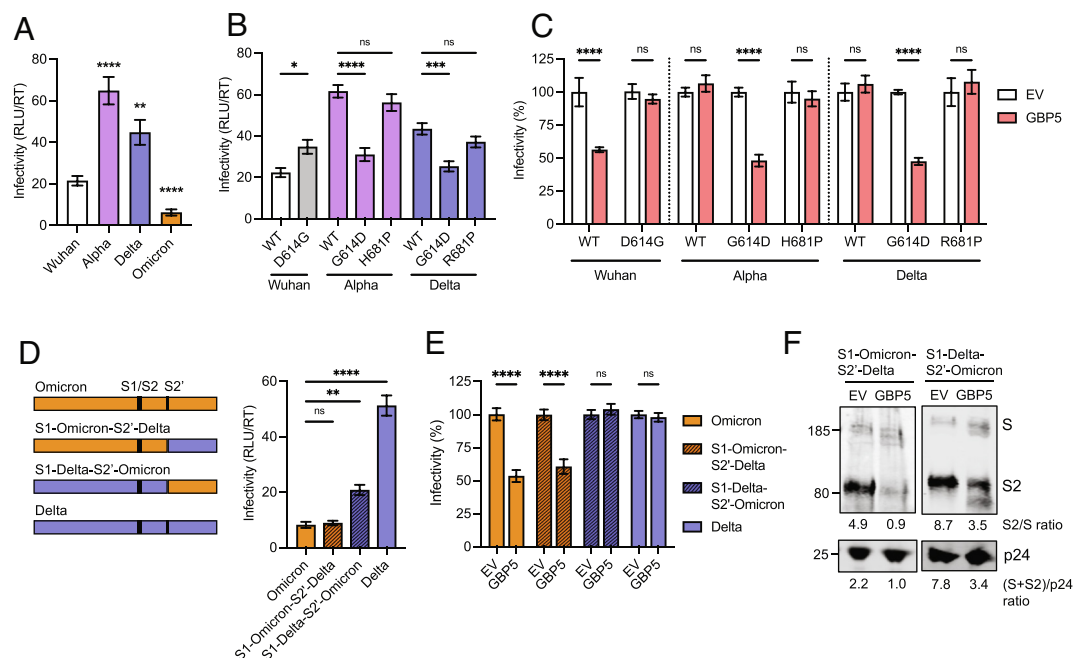 A
Infectivity (RLU/RT)
80
60
40
20
0
****
**
****
Wuhan
Alpha
Delta
Omicron
B
Infectivity (RLU/RT)
80
60
40
20
0
ns
ns
*
****
***
WT
D614G
WT
G614D
H681P
WT
G614D
R681P
Wuhan
Alpha
Delta
C
Infectivity (%)
125
100
75
50
25
0
****
ns
ns
****
ns
ns
****
ns
EV
GBP5
WT
D614G
WT
G614D
H681P
WT
G614D
R681P
Wuhan
Alpha
Delta
D
Omicron
S1/S2
S2'
S1-Omicron-S2'-Delta
S1-Delta-S2'-Omicron
Delta
Infectivity (RLU/RT)
60
40
20
0
****
**
ns
Omicron
S1-Omicron-S2'-Delta
S1-Delta-S2'-Omicron
Delta
E
Infectivity (%)
125
100
75
50
25
0
****
****
ns
ns
EV
GBP5
EV
GBP5
EV
GBP5
EV
GBP5
Omicron
S1-Omicron-
S2'-Delta
S1-Delta-
S2'-Omicron
Delta
F
S1-Omicron-
S2'-Delta
S1-Delta-
S2'-Omicron
EV GBP5
EV GBP5
185
S
80
S2
4.9 0.9 8.7 3.5 S2/S ratio
25
p24
2.2 1.0 7.8 3.4 (S+S2)/p24
ratio